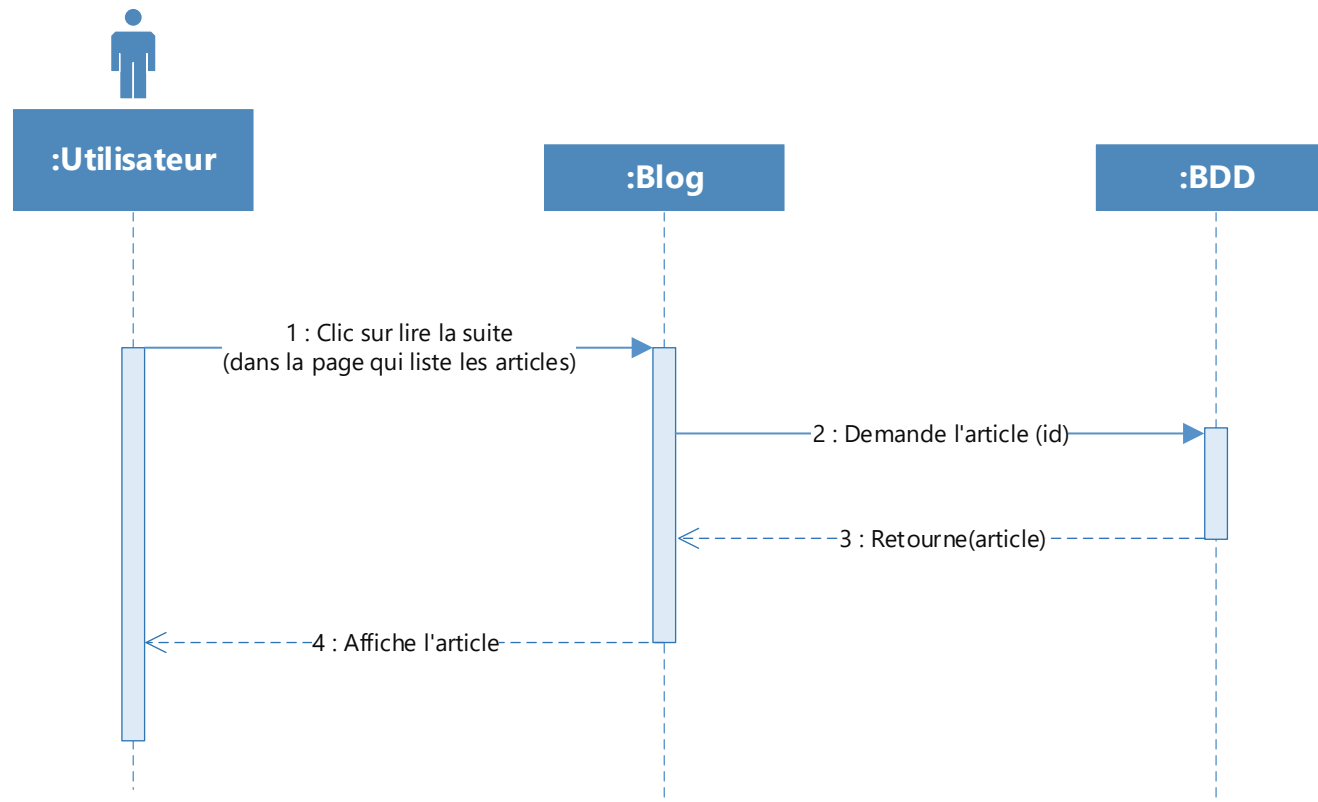 :Utilisateur
:Blog
:BDD
1 : Clic sur lire la suite
(dans la page qui liste les articles)
2 : Demande l'article (id)
3 : Retourne(article)
4 : Affiche l'article